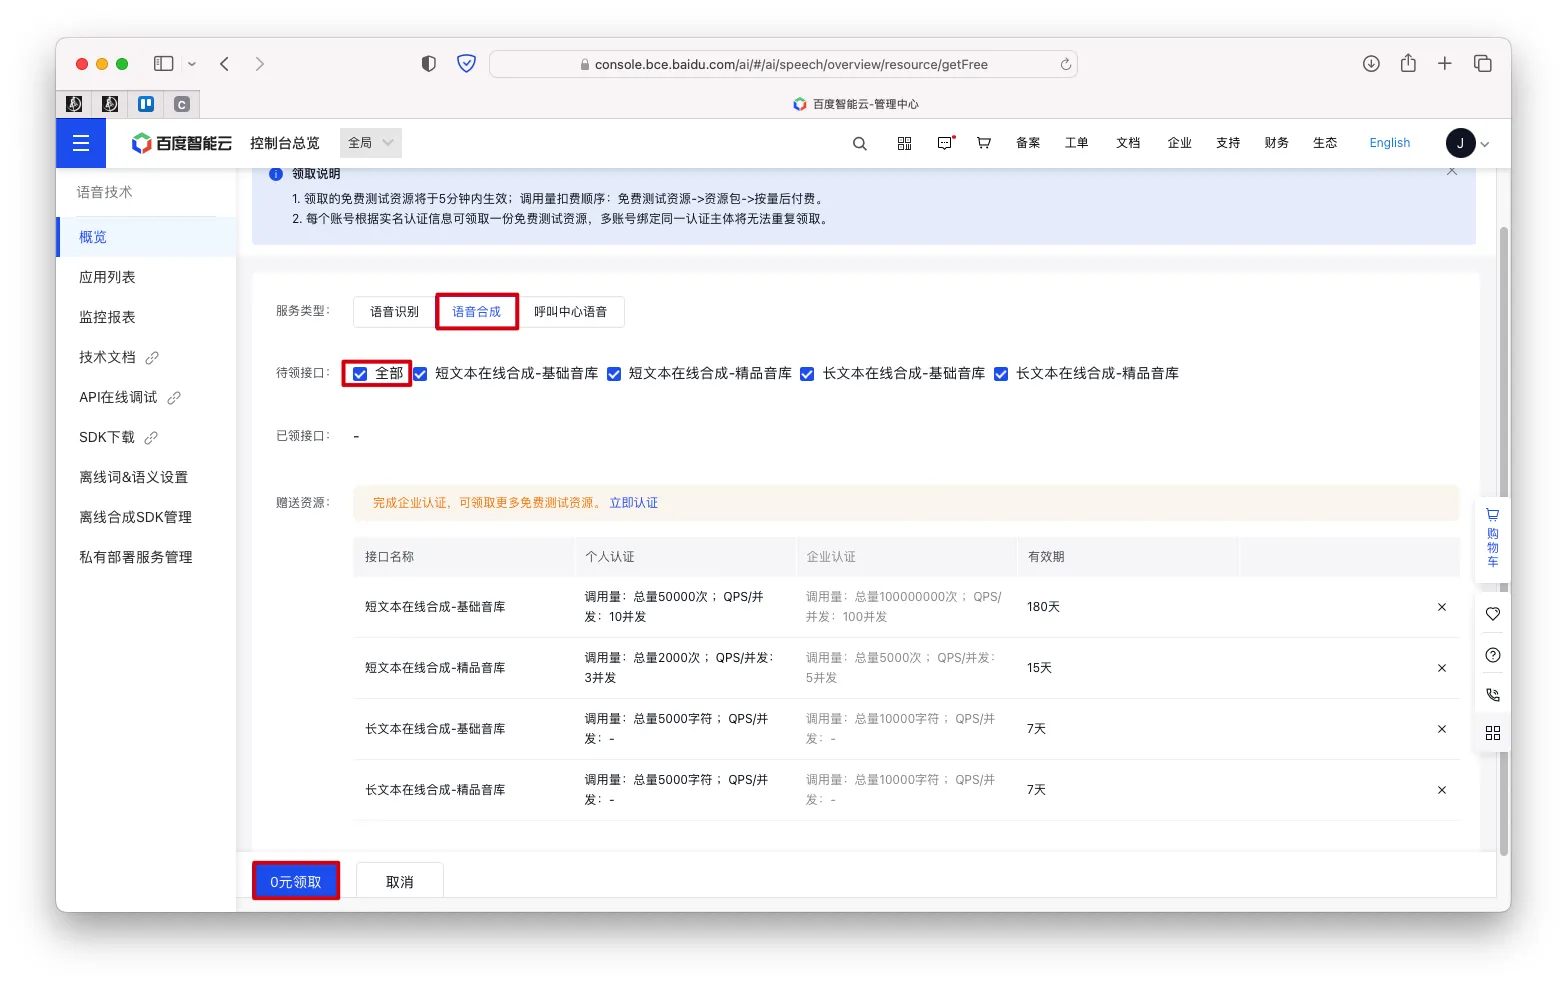 console.bce.baidu.com/ai/#/ai/speech/overview/resource/getFree
C
百度智能云-管理中心
百度智能云
控制台总览
全局
备案
工单
文档
企业
支持
财务
生态
English
J
语音技术
概览
应用列表
监控报表
技术文档
API在线调试
SDK下载
离线词&语义设置
离线合成SDK管理
私有部署服务管理
领取说明
1. 领取的免费测试资源将于5分钟内生效；调用量扣费顺序：免费测试资源->资源包->按量后付费。
2. 每个账号根据实名认证信息可领取一份免费测试资源，多账号绑定同一认证主体将无法重复领取。
服务类型：
语音识别
语音合成
呼叫中心语音
待领接口：
全部
短文本在线合成-基础音库
短文本在线合成-精品音库
长文本在线合成-基础音库
长文本在线合成-精品音库
已领接口：
-
赠送资源：
完成企业认证，可领取更多免费测试资源。 立即认证
接口名称
个人认证
企业认证
有效期
短文本在线合成-基础音库
调用量：总量50000次； QPS/并
发：10并发
调用量：总量100000000次； QPS/
并发：100并发
180天
短文本在线合成-精品音库
调用量：总量2000次； QPS/并发：
3并发
调用量：总量5000次； QPS/并发：
5并发
15天
长文本在线合成-基础音库
调用量：总量5000字符； QPS/并
发：-
调用量：总量10000字符； QPS/并
发：-
7天
长文本在线合成-精品音库
调用量：总量5000字符； QPS/并
发：-
调用量：总量10000字符； QPS/并
发：-
7天
0元领取
取消
购
物
车